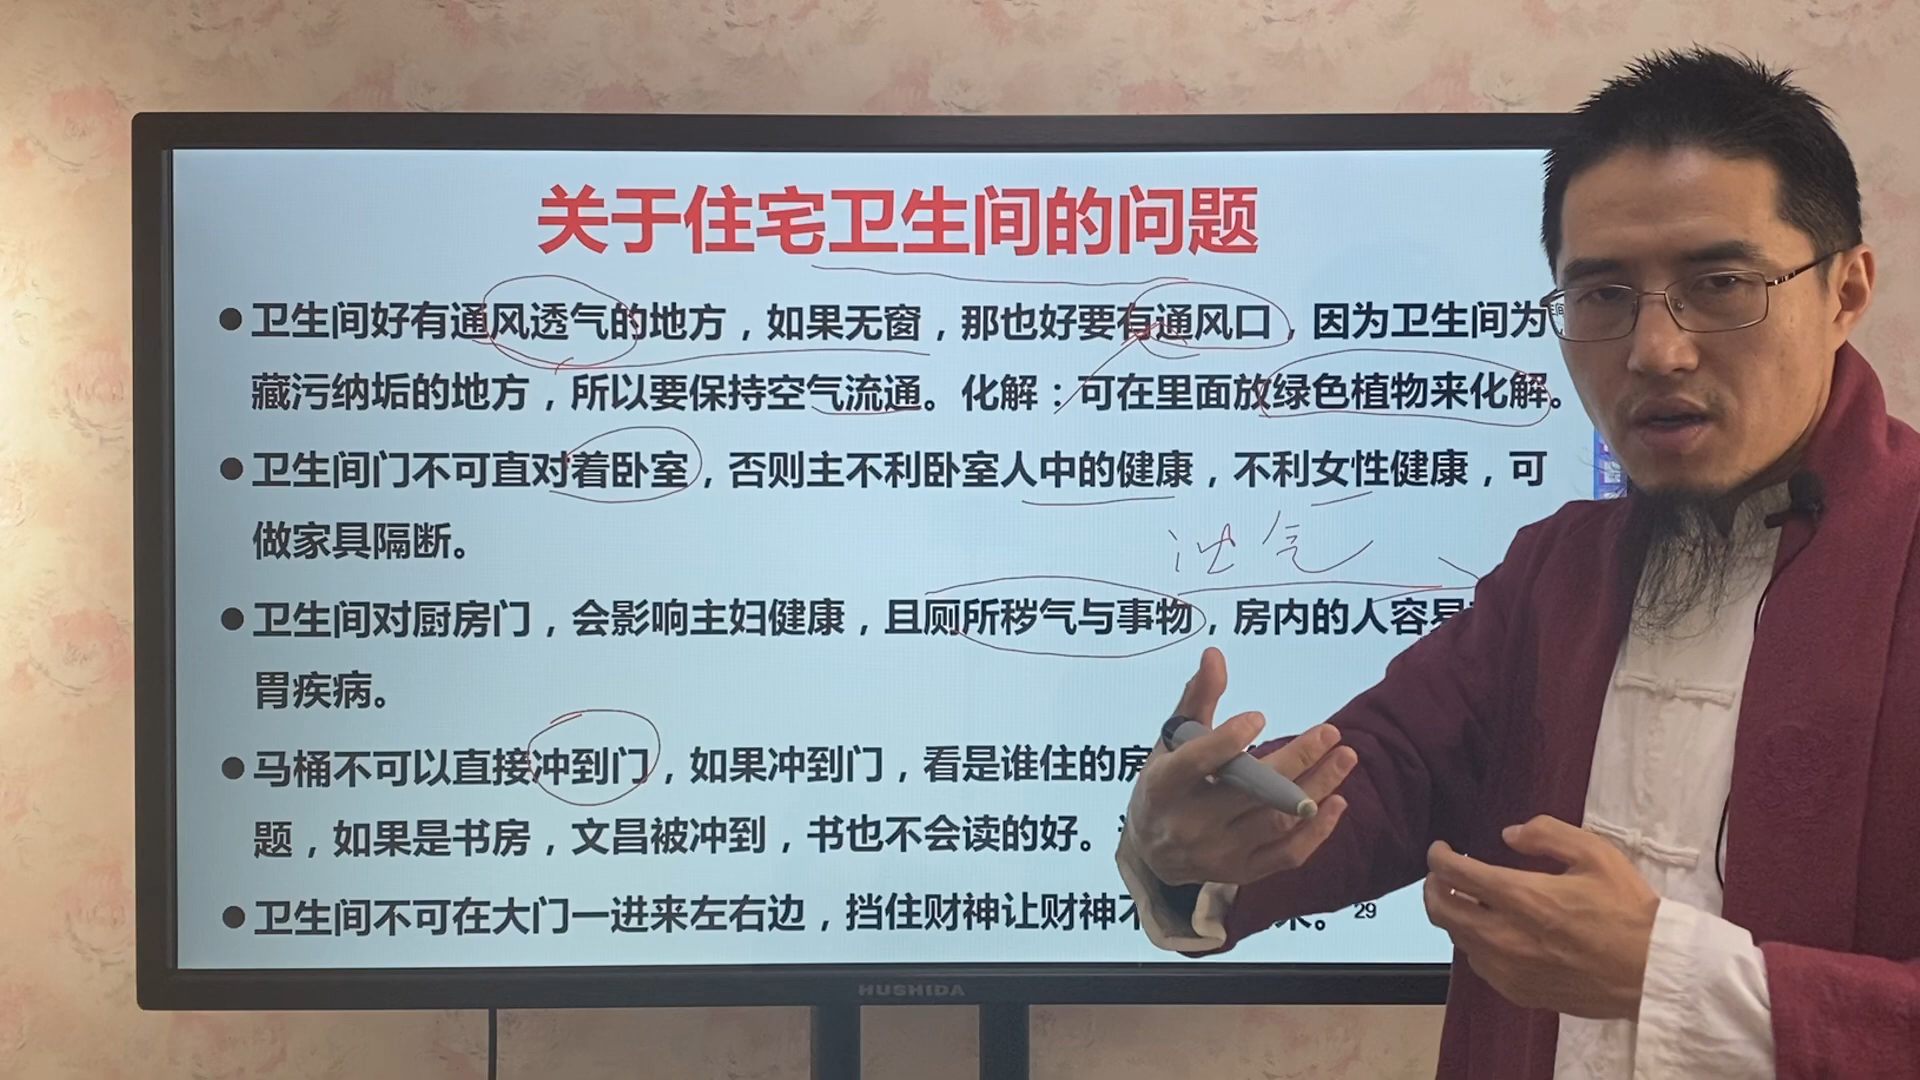 关于住宅卫生间的问题
●卫生间好有通风透气的地方，如果无窗，那也好要有通风口，因为卫生间为
藏污纳垢的地方，所以要保持空气流通。化解：可在里面放绿色植物来化解。
●卫生间门不可直对着卧室，否则主不利卧室人中的健康，不利女性健康，可
做家具隔断。
气
●卫生间对厨房门，会影响主妇健康，且厕所秽气与事物，房内的人容易
胃疾病。
●马桶不可以直接冲到门，如果冲到门，看是谁住的房
题，如果是书房，文昌被冲到，书也不会读的好。
●卫生间不可在大门一进来左右边，挡住财神让财神不 来。
29
HUSHIDA